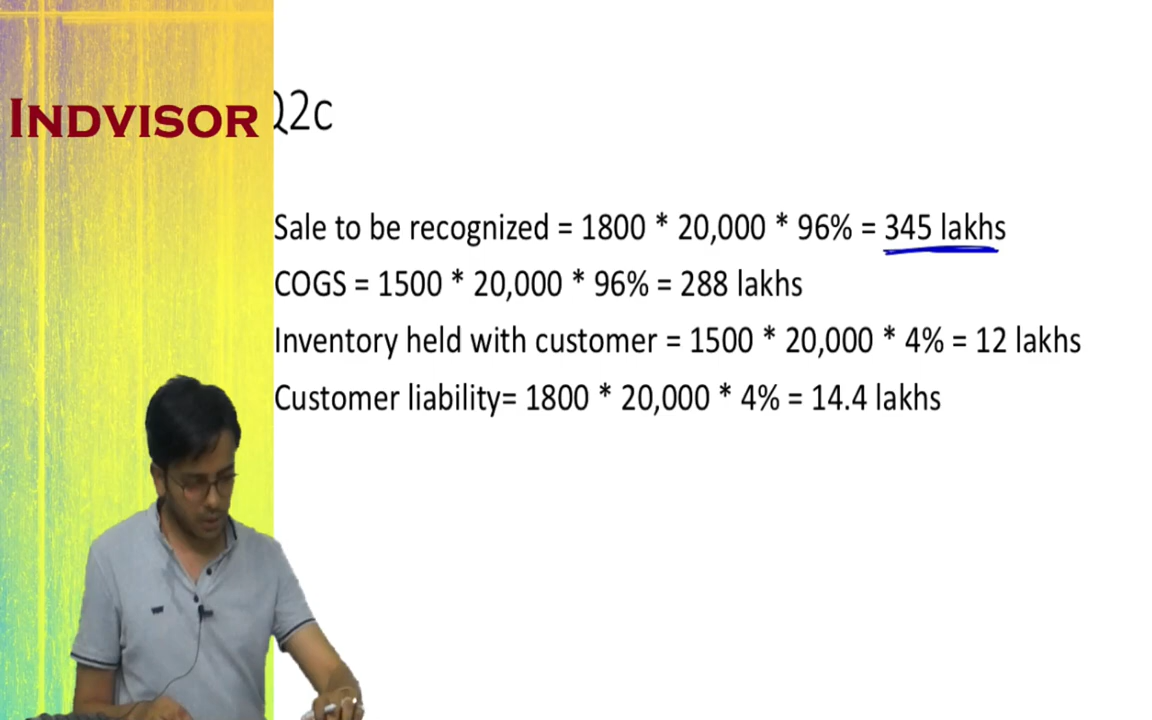 INDVISOR
Q2c
Sale to be recognized = 1800 * 20,000 * 96% = 345 lakhs
COGS = 1500 * 20,000 * 96% = 288 lakhs
Inventory held with customer = 1500 * 20,000 * 4% = 12 lakhs
Customer liability= 1800 * 20,000 * 4% = 14.4 lakhs